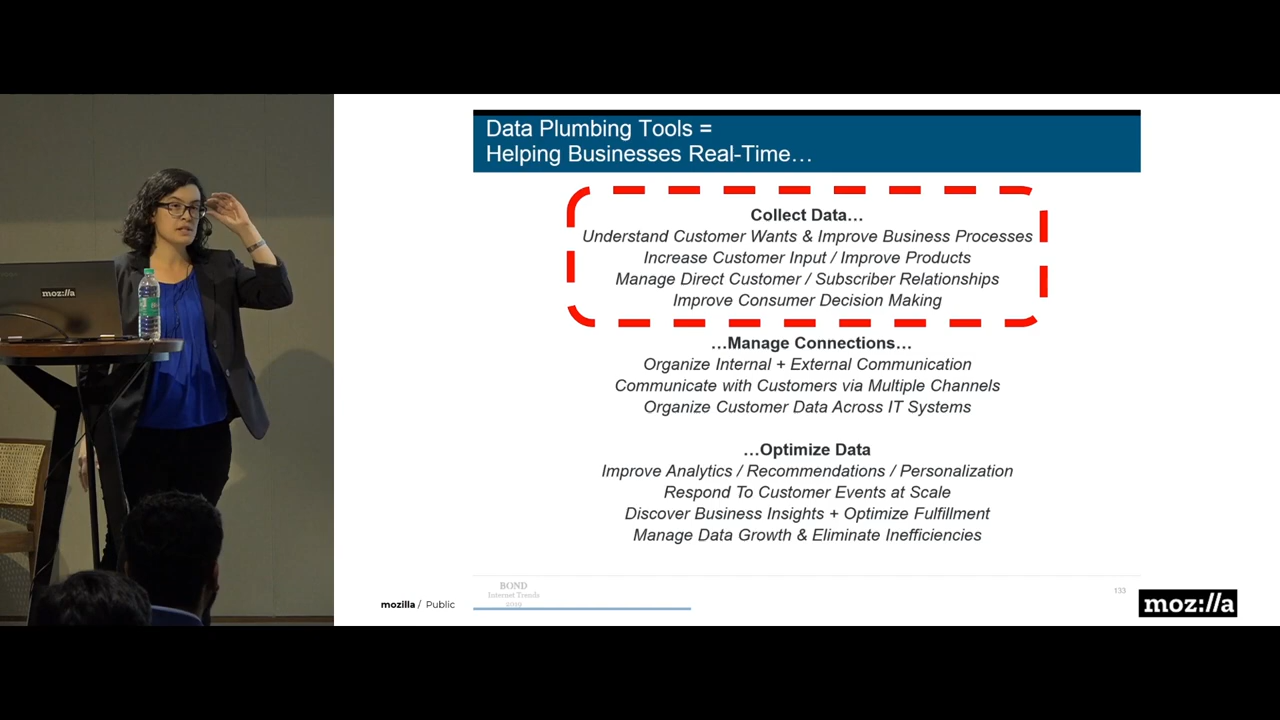 moz://a
Data Plumbing Tools =
Helping Businesses Real-Time…
Collect Data…
Understand Customer Wants & Improve Business Processes
Increase Customer Input / Improve Products
Manage Direct Customer / Subscriber Relationships
Improve Consumer Decision Making
…Manage Connections…
Organize Internal + External Communication
Communicate with Customers via Multiple Channels
Organize Customer Data Across IT Systems
…Optimize Data
Improve Analytics / Recommendations / Personalization
Respond To Customer Events at Scale
Discover Business Insights + Optimize Fulfillment
Manage Data Growth & Eliminate Inefficiencies
BOND
Internet Trends
2019
133
mozilla / Public
moz://a